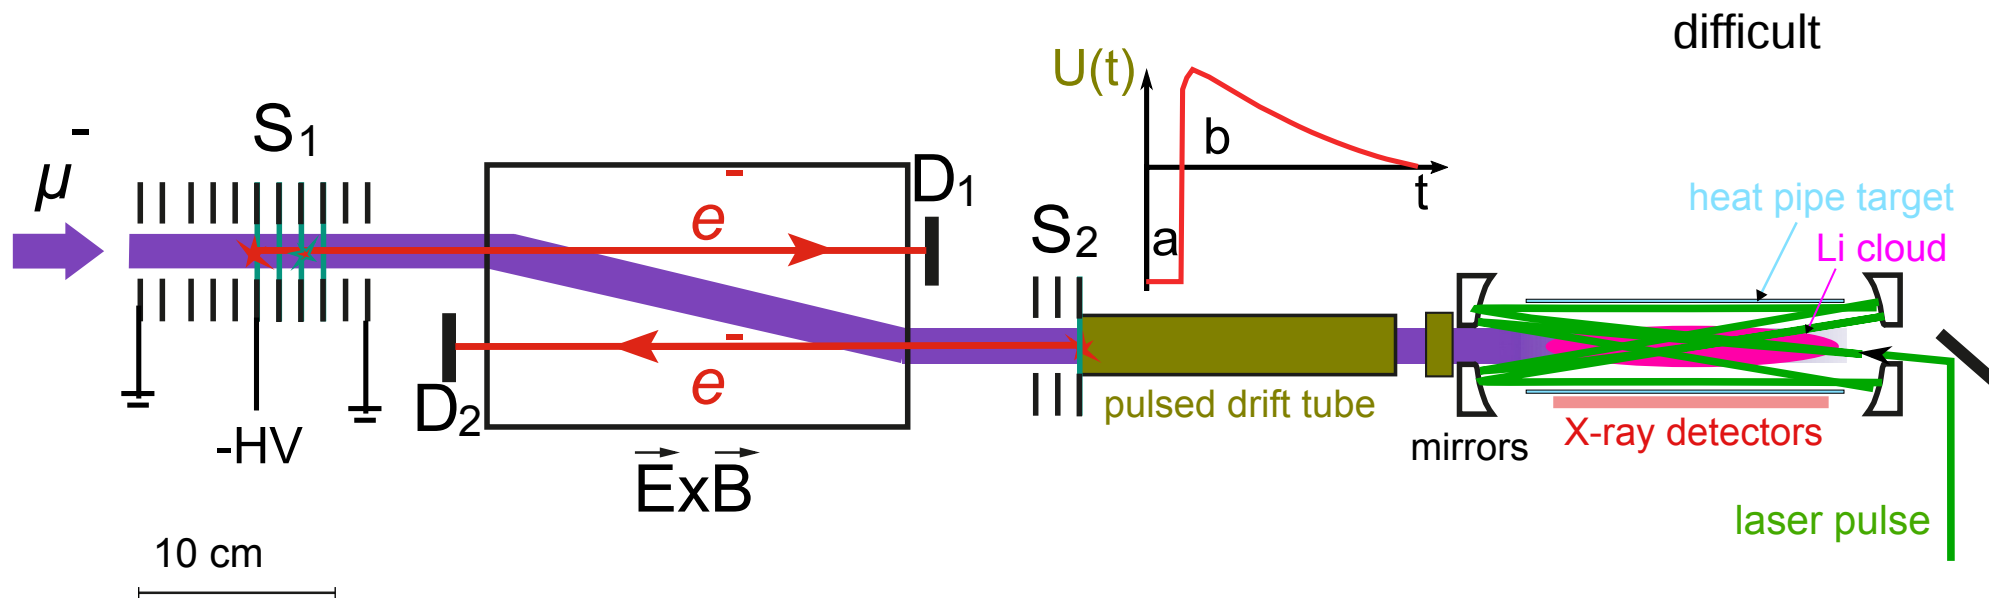 difficult
U(t)
μ⁻
S₁
b
a
t
e⁻
D₁
S₂
heat pipe target
Li cloud
e⁻
D₂
pulsed drift tube
-HV
mirrors
X-ray detectors
E⃗xB⃗
laser pulse
10 cm